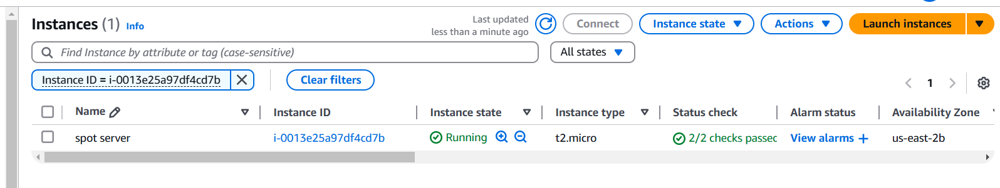 Instances (1) Info
Last updated
less than a minute ago
Connect
Instance state
Actions
Launch instances
Find Instance by attribute or tag (case-sensitive)
All states
Instance ID = i-0013e25a97df4cd7b
Clear filters
1
Name Instance ID Instance state Instance type Status check Alarm status Availability Zone
spot server i-0013e25a97df4cd7b Running t2.micro 2/2 checks passec View alarms + us-east-2b